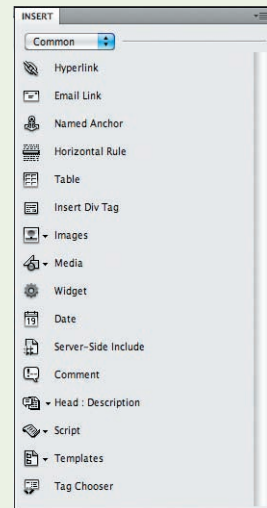 INSERT
Common
Hyperlink
Email Link
Named Anchor
Horizontal Rule
Table
Insert Div Tag
Images
Media
Widget
19 Date
Server-Side Include
Comment
Head : Description
Script
Templates
Tag Chooser